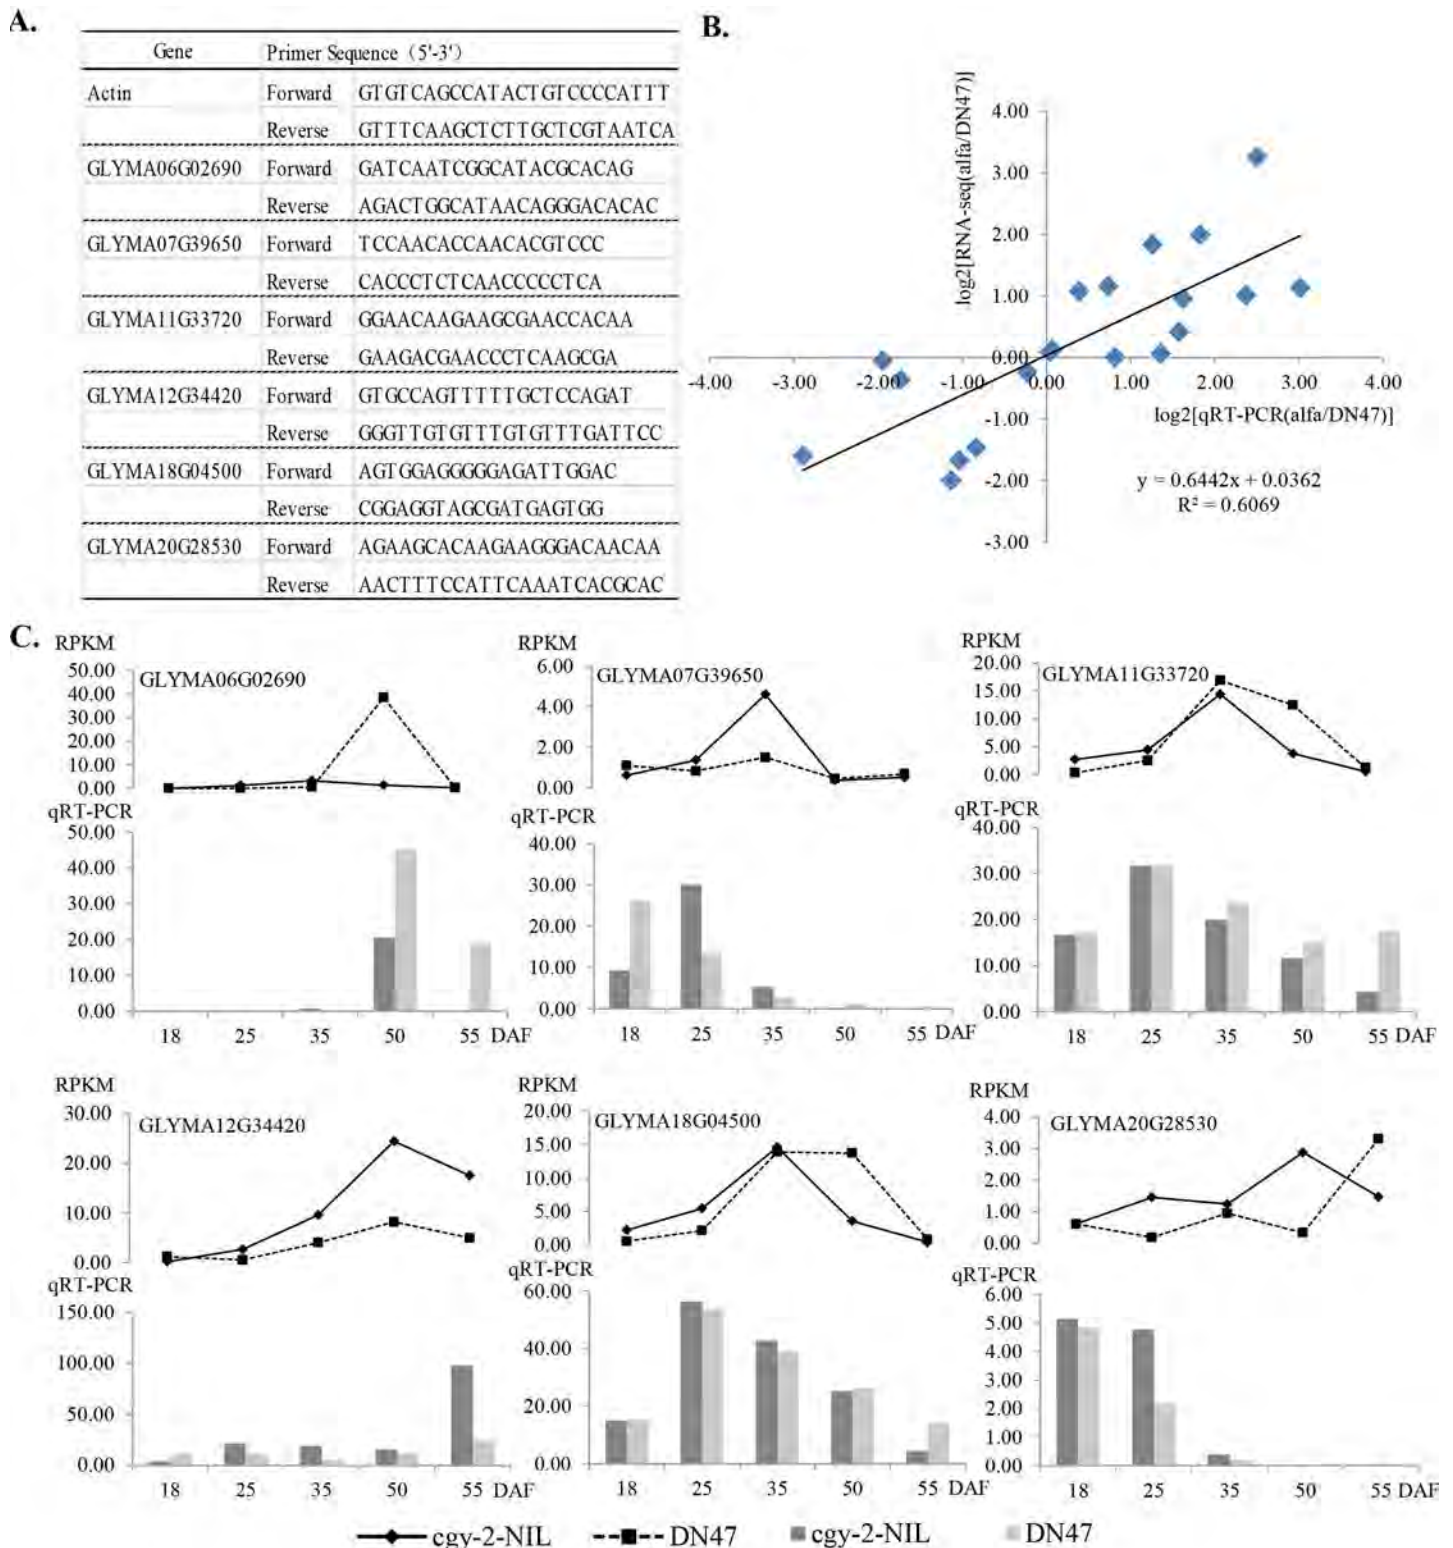 A.
Gene Primer Sequence (5'-3')
Actin Forward GTGTCAGCCATACTGTCCCCATTT
Reverse GTTTCAAGCTCTTGCTCGTAATCA
GLYMA06G02690 Forward GATCAATCGGCATACGCACAG
Reverse AGACTGGCATAACAGGGACACAC
GLYMA07G39650 Forward TCCAACACCAACACGTCCC
Reverse CACCCTCTCAACCCCCTCA
GLYMA11G33720 Forward GGAACAAGAAGCGAACCACAA
Reverse GAAGACGAACCCTCAAGCGA
GLYMA12G34420 Forward GTGCCAGTTTTTGCTCCAGAT
Reverse GGGTTGTGTTTGTGTTTGATTCC
GLYMA18G04500 Forward AGTGGAGGGGGAGATTGGAC
Reverse CGGAGGTAGCGATGAGTGG
GLYMA20G28530 Forward AGAAGCACAAGAAGGGACAACAA
Reverse AACTTTCCATTCAAATCACGCAC
B.
log2[RNA-seq(alfa/DN47)]
4.00
3.00
2.00
1.00
0.00
-1.00
-2.00
-3.00
-4.00 -3.00 -2.00 -1.00 0.00 1.00 2.00 3.00 4.00
log2[qRT-PCR(alfa/DN47)]
y = 0.6442x + 0.0362
R² = 0.6069
C.
RPKM
GLYMA06G02690
50.00
40.00
30.00
20.00
10.00
0.00
qRT-PCR
50.00
40.00
30.00
20.00
10.00
0.00
18 25 35 50 55 DAF
RPKM
GLYMA07G39650
6.00
4.00
2.00
0.00
qRT-PCR
40.00
30.00
20.00
10.00
0.00
18 25 35 50 55 DAF
RPKM
GLYMA11G33720
20.00
15.00
10.00
5.00
0.00
qRT-PCR
40.00
30.00
20.00
10.00
0.00
18 25 35 50 55 DAF
RPKM
GLYMA12G34420
30.00
20.00
10.00
0.00
qRT-PCR
150.00
100.00
50.00
0.00
18 25 35 50 55 DAF
RPKM
GLYMA18G04500
20.00
15.00
10.00
5.00
0.00
qRT-PCR
60.00
40.00
20.00
0.00
18 25 35 50 55 DAF
RPKM
GLYMA20G28530
4.00
3.00
2.00
1.00
0.00
qRT-PCR
6.00
5.00
4.00
3.00
2.00
1.00
0.00
18 25 35 50 55 DAF
cgy-2-NIL DN47 cgy-2-NIL DN47